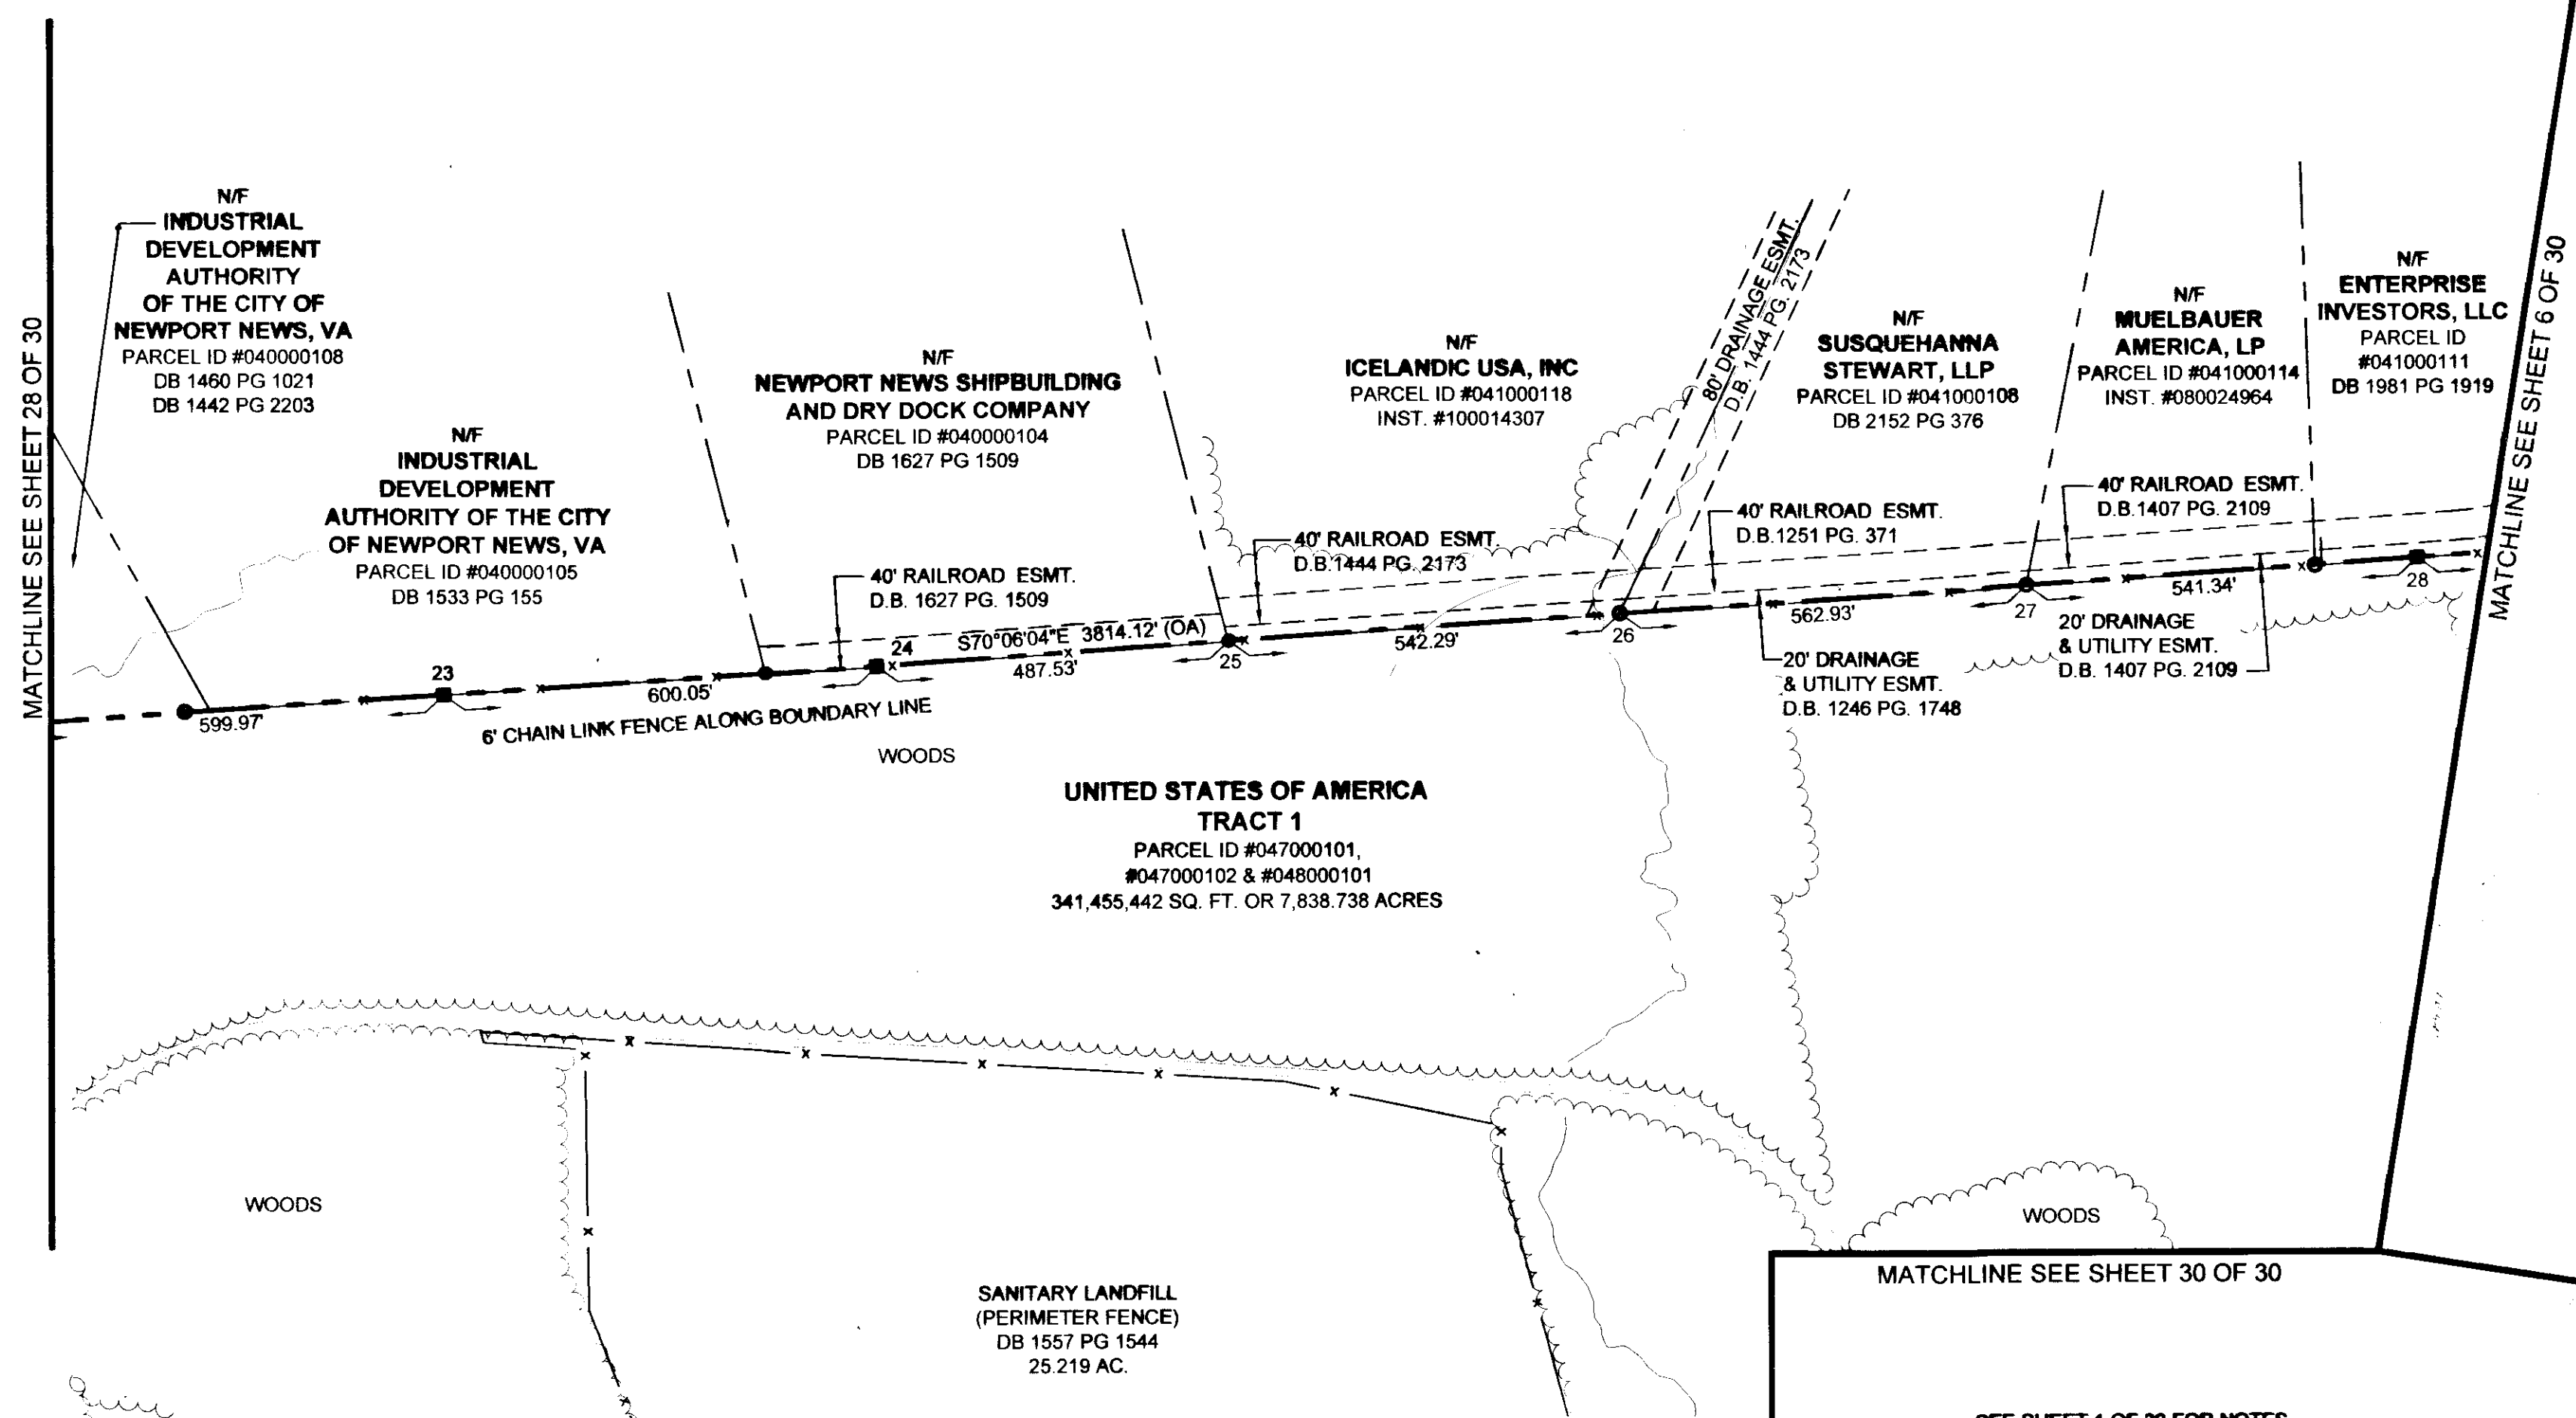 MATCHLINE SEE SHEET 28 OF 30
N/F
INDUSTRIAL
DEVELOPMENT
AUTHORITY
OF THE CITY OF
NEWPORT NEWS, VA
PARCEL ID #040000108
DB 1460 PG 1021
DB 1442 PG 2203
N/F
INDUSTRIAL
DEVELOPMENT
AUTHORITY OF THE CITY
OF NEWPORT NEWS, VA
PARCEL ID #040000105
DB 1533 PG 155
N/F
NEWPORT NEWS SHIPBUILDING
AND DRY DOCK COMPANY
PARCEL ID #040000104
DB 1627 PG 1509
N/F
ICELANDIC USA, INC
PARCEL ID #041000118
INST. #100014307
80' DRAINAGE ESMT.
D.B. 1444 PG. 2173
N/F
SUSQUEHANNA
STEWART, LLP
PARCEL ID #041000108
DB 2152 PG 376
N/F
MUELBAUER
AMERICA, LP
PARCEL ID #041000114
INST. #080024964
N/F
ENTERPRISE
INVESTORS, LLC
PARCEL ID
#041000111
DB 1981 PG 1919
MATCHLINE SEE SHEET 6 OF 30
40' RAILROAD ESMT.
D.B. 1627 PG. 1509
40' RAILROAD ESMT.
D.B.1444 PG. 2173
40' RAILROAD ESMT.
D.B.1251 PG. 371
40' RAILROAD ESMT.
D.B.1407 PG. 2109
S70°06'04"E 3814.12' (OA)
599.97'
23
600.05'
24
487.53'
25
542.29'
26
562.93'
27
541.34'
28
6' CHAIN LINK FENCE ALONG BOUNDARY LINE
20' DRAINAGE
& UTILITY ESMT.
D.B. 1246 PG. 1748
20' DRAINAGE
& UTILITY ESMT.
D.B. 1407 PG. 2109
WOODS
UNITED STATES OF AMERICA
TRACT 1
PARCEL ID #047000101,
#047000102 & #048000101
341,455,442 SQ. FT. OR 7,838.738 ACRES
WOODS
WOODS
SANITARY LANDFILL
(PERIMETER FENCE)
DB 1557 PG 1544
25.219 AC.
MATCHLINE SEE SHEET 30 OF 30